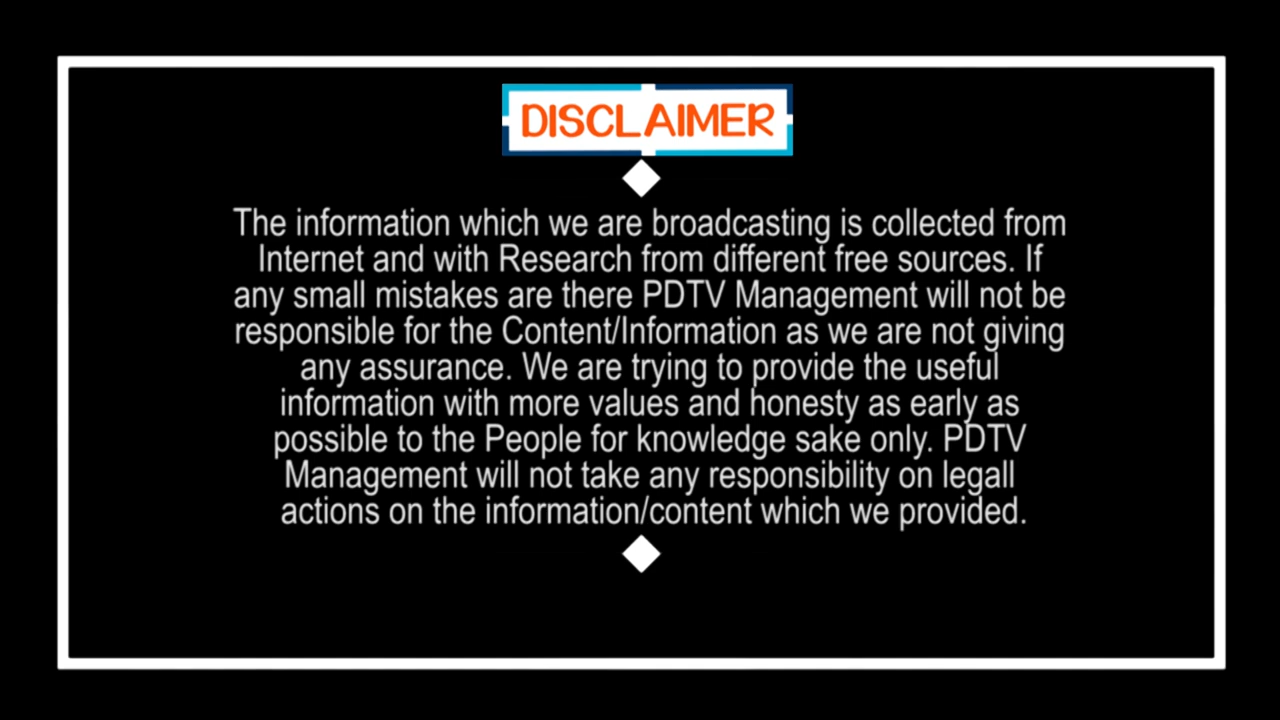 DISCLAIMER
The information which we are broadcasting is collected from
Internet and with Research from different free sources. If
any small mistakes are there PDTV Management will not be
responsible for the Content/Information as we are not giving
any assurance. We are trying to provide the useful
information with more values and honesty as early as
possible to the People for knowledge sake only. PDTV
Management will not take any responsibility on legall
actions on the information/content which we provided.